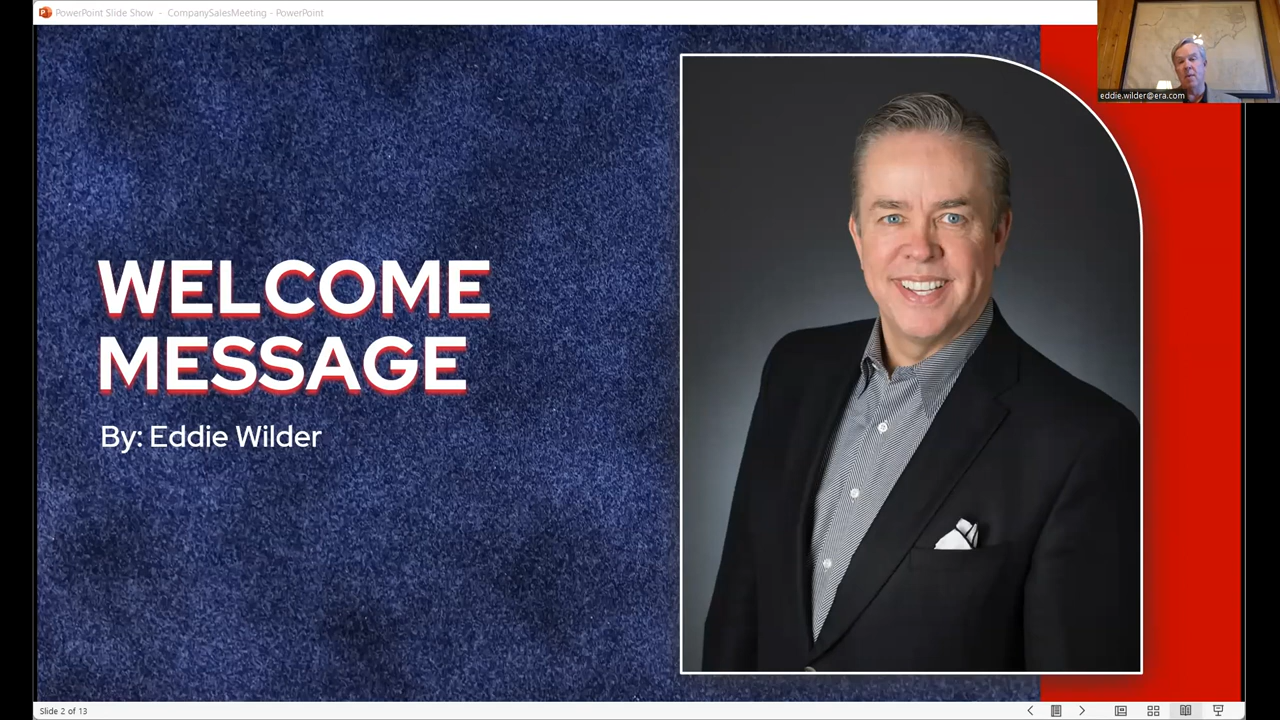 PowerPoint Slide Show - CompanySalesMeeting - PowerPoint
eddie.wilder@era.com
WELCOME
MESSAGE
By: Eddie Wilder
Slide 2 of 13